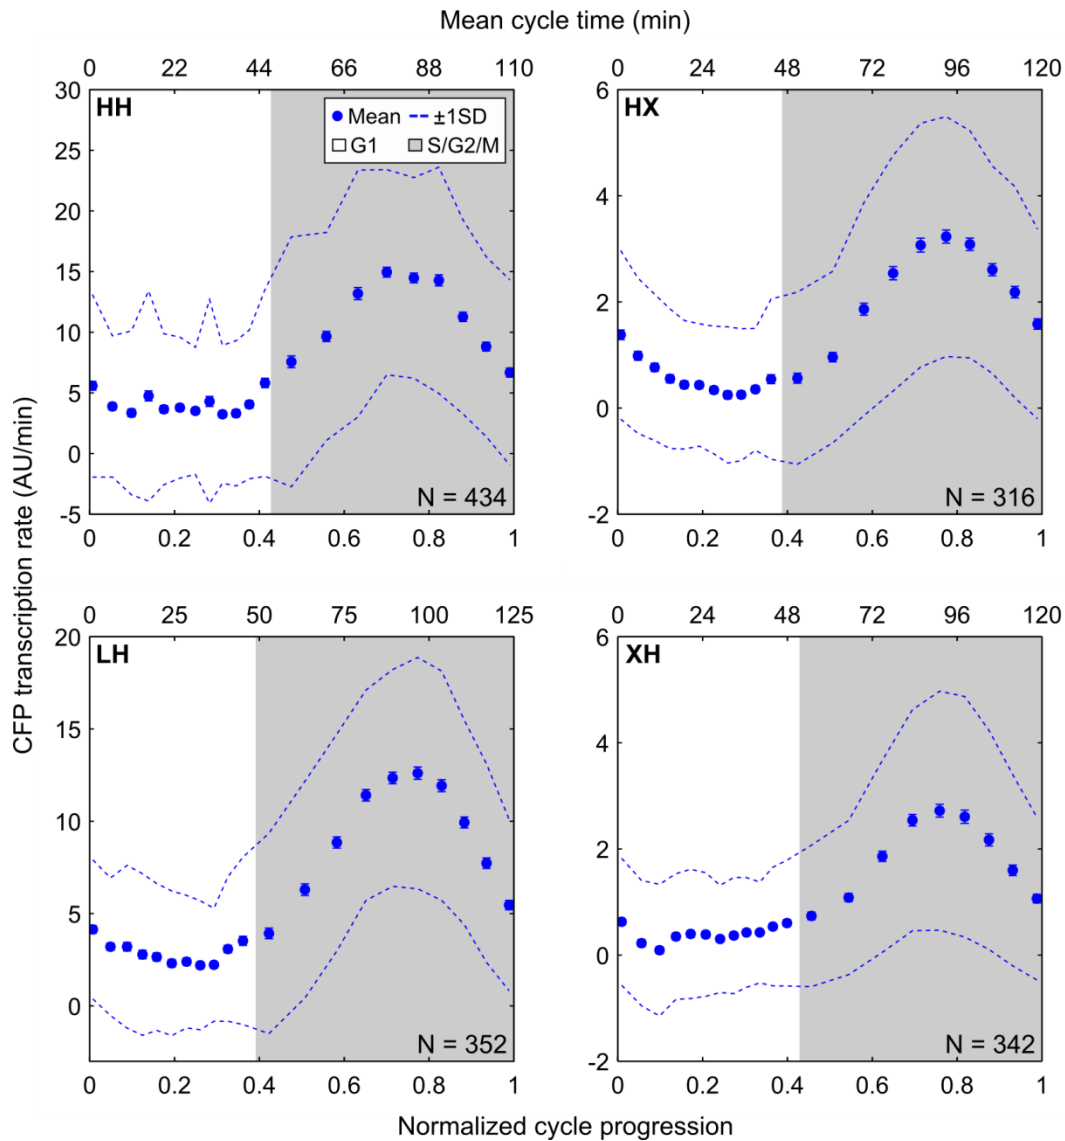 Mean cycle time (min)
0 22 44 66 88 110
0 24 48 72 96 120
30
25
20
15
10
5
0
-5
HH
Mean ±1SD
G1 S/G2/M
N = 434
0 0.2 0.4 0.6 0.8 1
6
4
2
0
-2
HX
N = 316
0 0.2 0.4 0.6 0.8 1
CFP transcription rate (AU/min)
0 25 50 75 100 125
0 24 48 72 96 120
20
15
10
5
0
LH
N = 352
0 0.2 0.4 0.6 0.8 1
6
4
2
0
-2
XH
N = 342
0 0.2 0.4 0.6 0.8 1
Normalized cycle progression